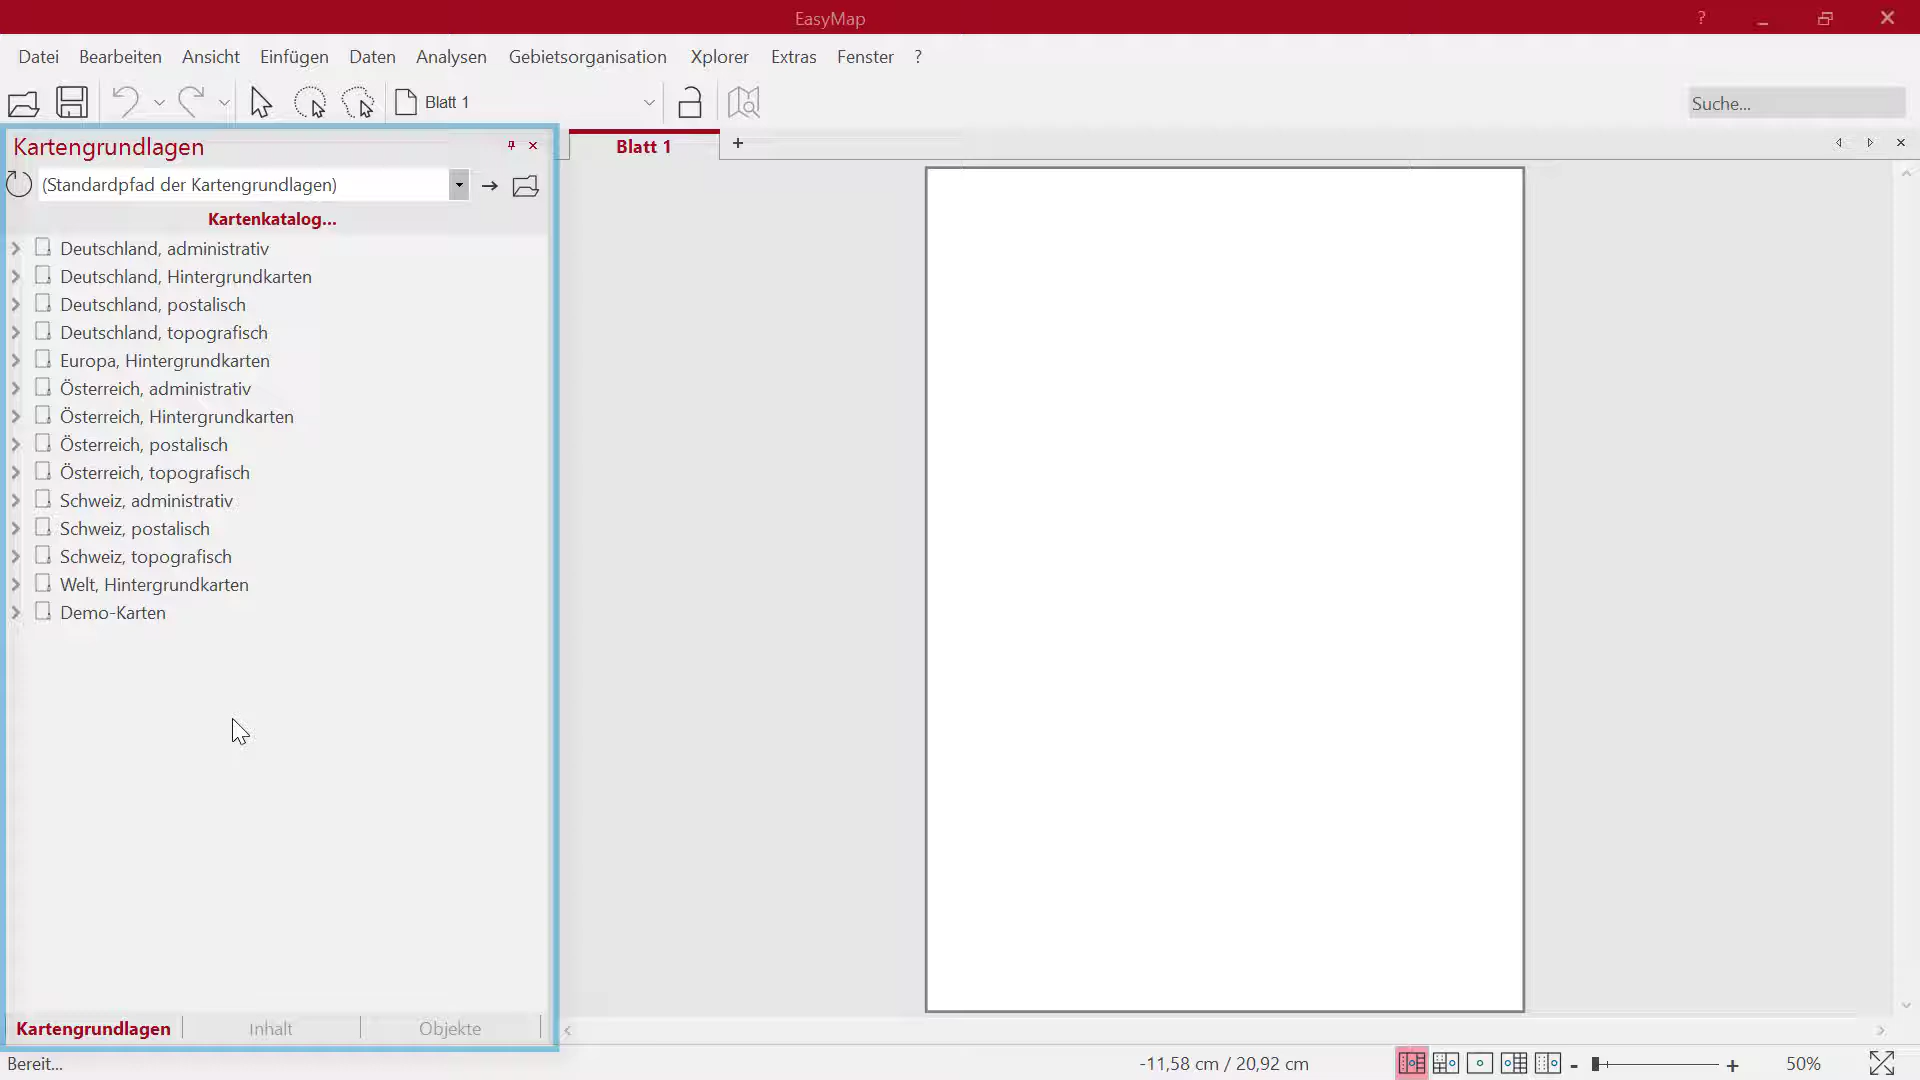 EasyMap
?
Datei Bearbeiten Ansicht Einfügen Daten Analysen Gebietsorganisation Xplorer Extras Fenster ?
Blatt 1
Suche...
Kartengrundlagen
Blatt 1 +
(Standardpfad der Kartengrundlagen)
Kartenkatalog...
Deutschland, administrativ
Deutschland, Hintergrundkarten
Deutschland, postalisch
Deutschland, topografisch
Europa, Hintergrundkarten
Österreich, administrativ
Österreich, Hintergrundkarten
Österreich, postalisch
Österreich, topografisch
Schweiz, administrativ
Schweiz, postalisch
Schweiz, topografisch
Welt, Hintergrundkarten
Demo-Karten
Kartengrundlagen Inhalt Objekte
Bereit... -11,58 cm / 20,92 cm - + 50%